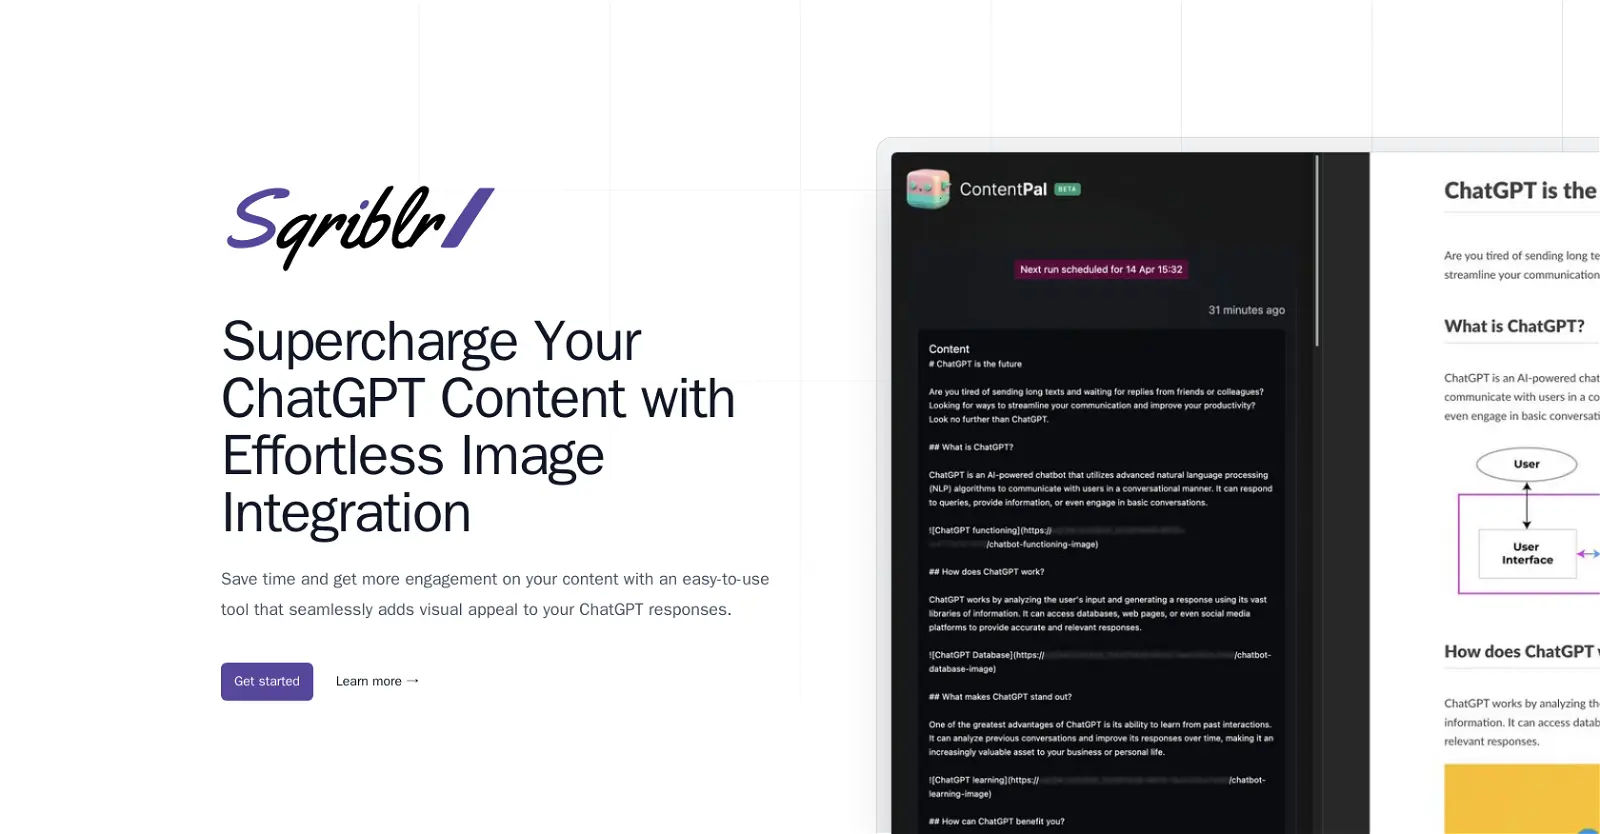 Sqriblr
Supercharge Your
ChatGPT Content with
Effortless Image
Integration
Save time and get more engagement on your content with an easy-to-use
tool that seamlessly adds visual appeal to your ChatGPT responses.
Get started
Learn more →
ContentPal BETA
Next run scheduled for 14 Apr 15:32
31 minutes ago
Content
# ChatGPT is the future
Are you tired of sending long texts and waiting for replies from friends or colleagues?
Looking for ways to streamline your communication and improve your productivity?
Look no further than ChatGPT.
## What is ChatGPT?
ChatGPT is an AI-powered chatbot that utilizes advanced natural language processing
(NLP) algorithms to communicate with users in a conversational manner. It can respond
to queries, provide information, or even engage in basic conversations.
![ChatGPT functioning](https://
/chatbot-functioning-image)
## How does ChatGPT work?
ChatGPT works by analyzing the user's input and generating a response using its vast
libraries of information. It can access databases, web pages, or even social media
platforms to provide accurate and relevant responses.
![ChatGPT Database](https:// /chatbot-
database-image)
## What makes ChatGPT stand out?
One of the greatest advantages of ChatGPT is its ability to learn from past interactions.
It can analyze previous conversations and improve its responses over time, making it an
increasingly valuable asset to your business or personal life.
![ChatGPT learning](https:// /chatbot-
learning-image)
## How can ChatGPT benefit you?
ChatGPT is the
Are you tired of sending long te
streamline your communication
What is ChatGPT?
ChatGPT is an AI-powered chat
communicate with users in a co
even engage in basic conversati
User
User
Interface
How does ChatGPT
ChatGPT works by analyzing th
information. It can access datab
relevant responses.